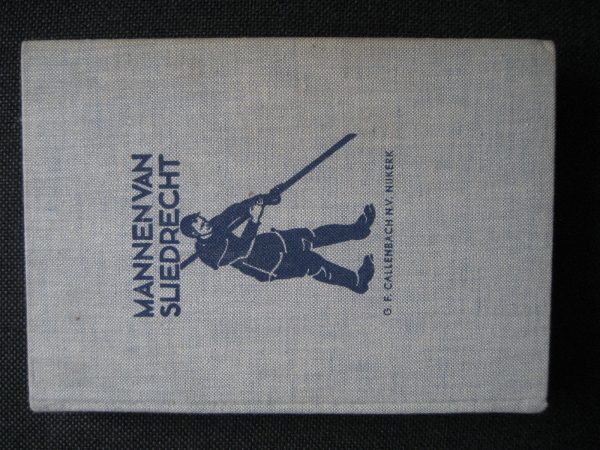 MANNEN VAN
SLIEDRECHT
G. F. CALLENBACH N.V. NIJKERK